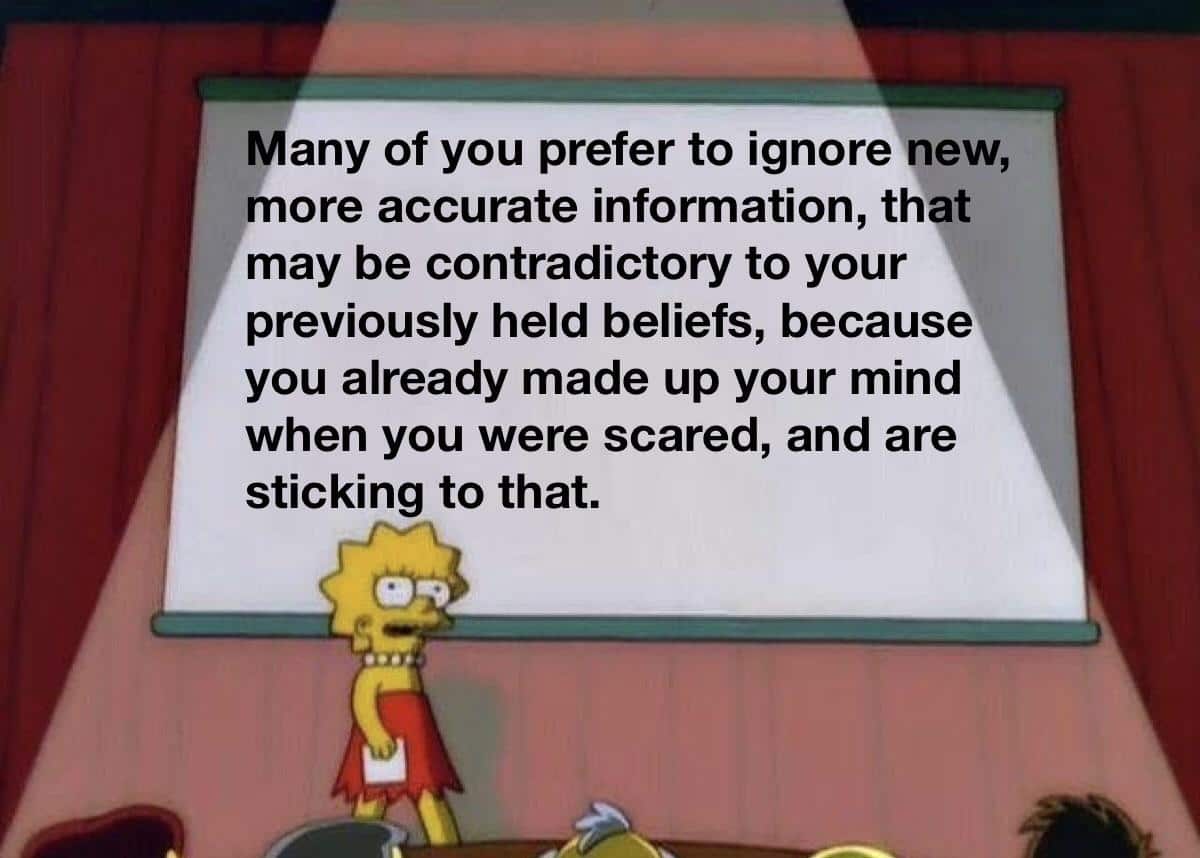 Many of you prefer to ignore new,
more accurate information, that
may be contradictory to your
previously held beliefs, because
you already made up your mind
when you were scared, and are
sticking to that.